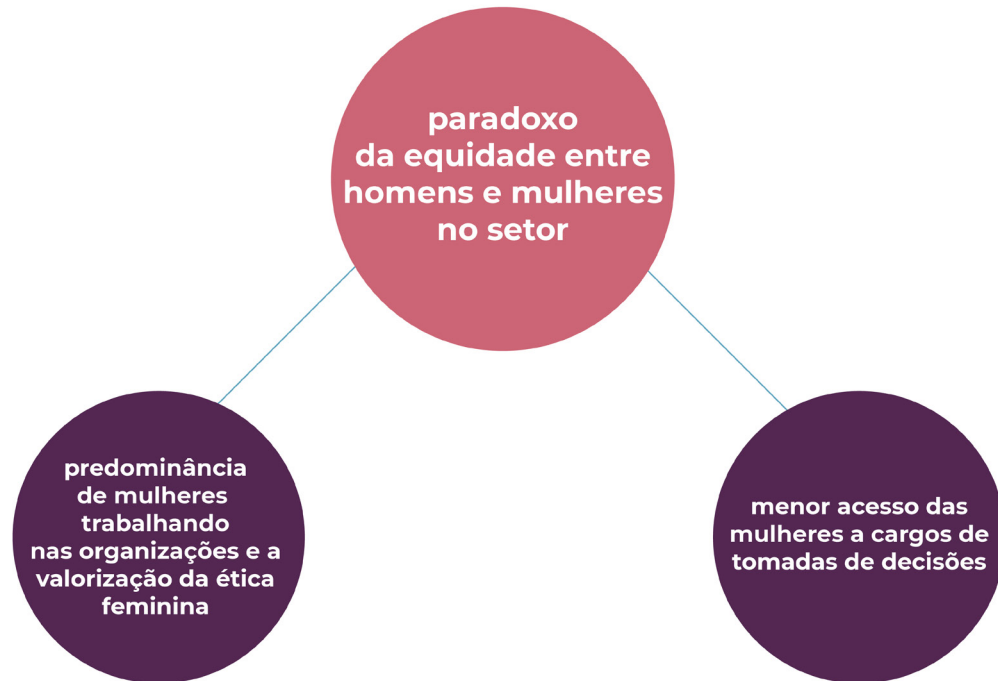 paradoxo
da equidade entre
homens e mulheres
no setor
predominância
de mulheres
trabalhando
nas organizações e a
valorização da ética
feminina
menor acesso das
mulheres a cargos de
tomadas de decisões